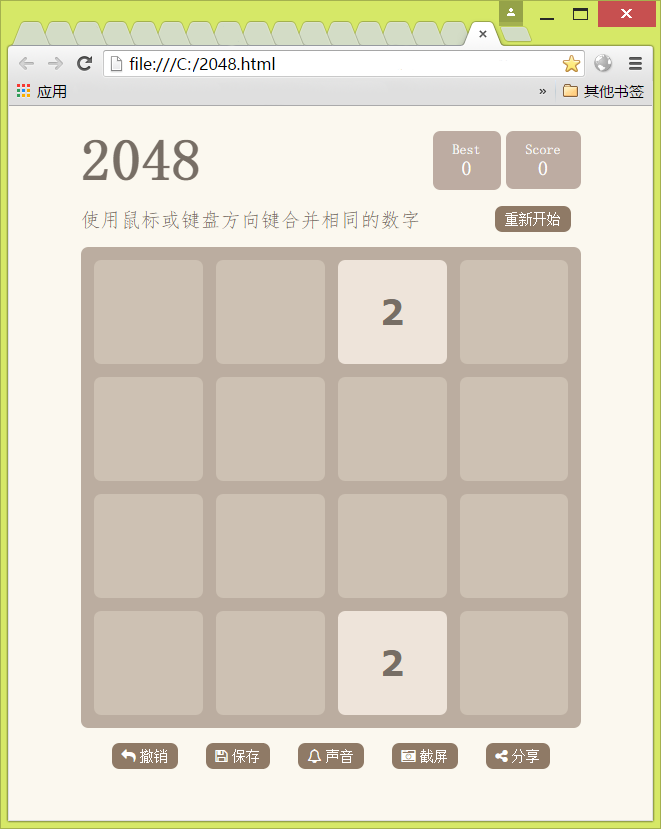 file:///C:/2048.html
应用 » 其他书签
2048
Best Score
0 0
使用鼠标或键盘方向键合并相同的数字 重新开始
2
2
撤销 保存 声音 截屏 分享